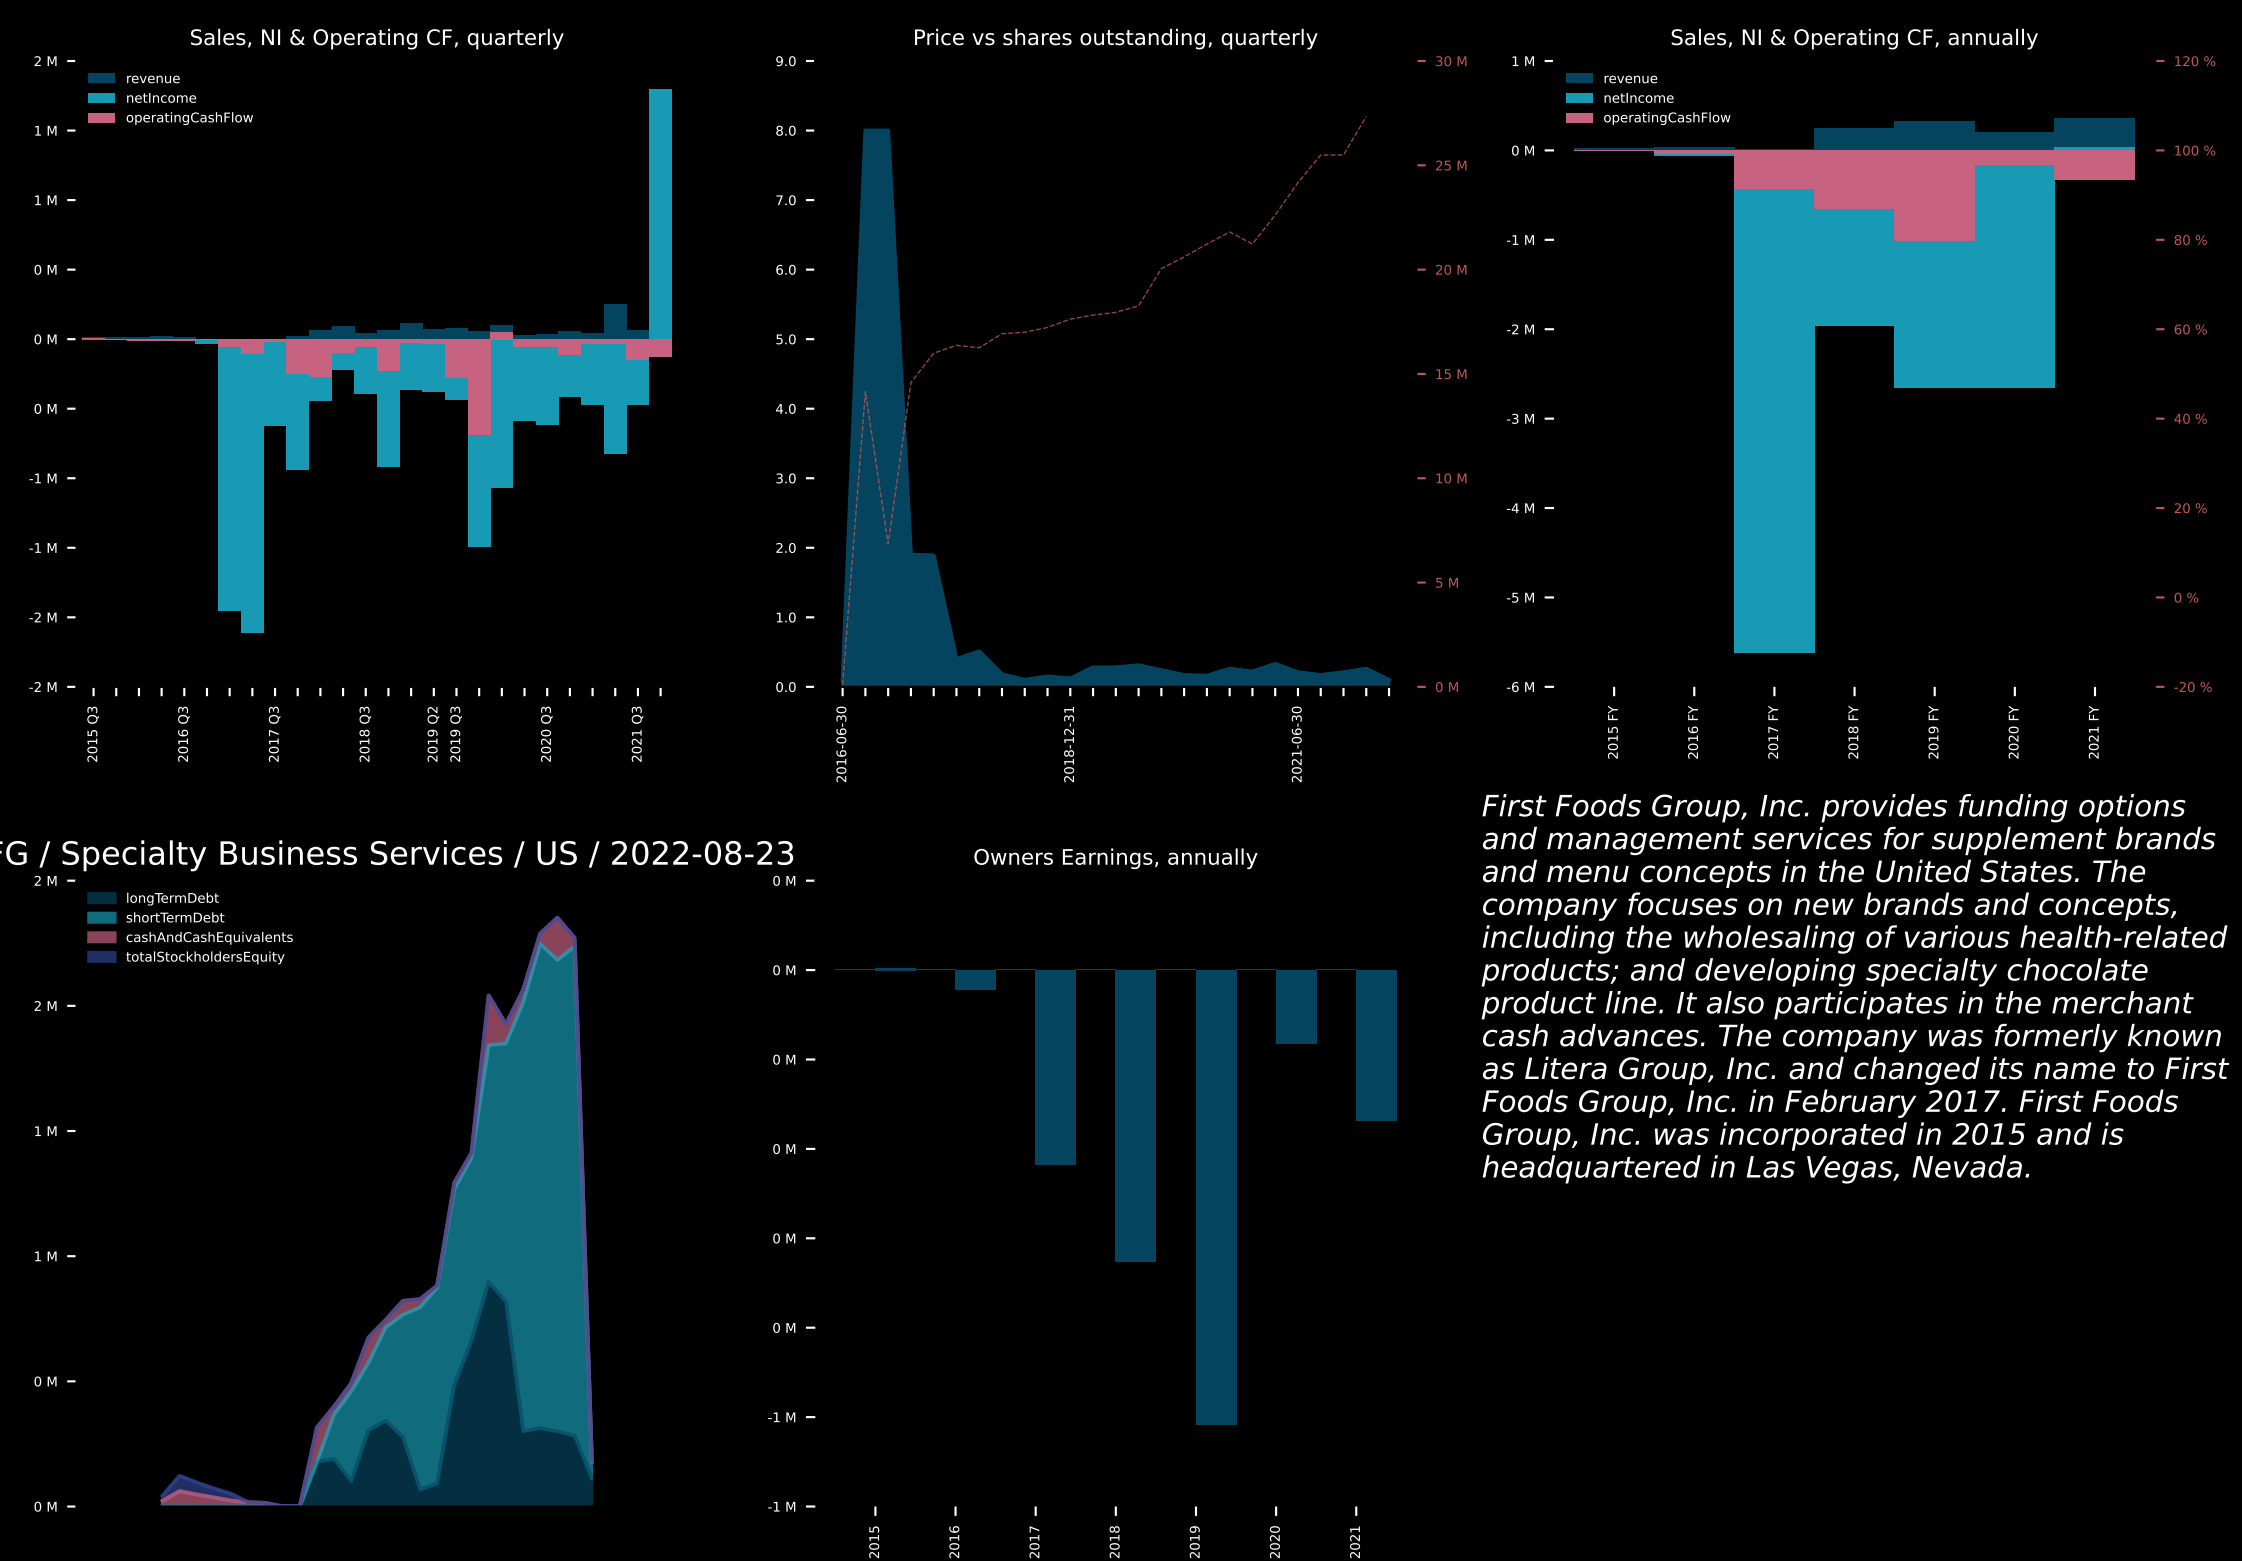 Sales, NI & Operating CF, quarterly
2 M
1 M
1 M
0 M
0 M
0 M
-1 M
-1 M
-2 M
-2 M
revenue
netIncome
operatingCashFlow
2015 Q3
2016 Q3
2017 Q3
2018 Q3
2019 Q2
2019 Q3
2020 Q3
2021 Q3
Price vs shares outstanding, quarterly
9.0
8.0
7.0
6.0
5.0
4.0
3.0
2.0
1.0
0.0
30 M
25 M
20 M
15 M
10 M
5 M
0 M
2016-06-30
2018-12-31
2021-06-30
Sales, NI & Operating CF, annually
1 M
0 M
-1 M
-2 M
-3 M
-4 M
-5 M
-6 M
revenue
netIncome
operatingCashFlow
120 %
100 %
80 %
60 %
40 %
20 %
0 %
-20 %
2015 FY
2016 FY
2017 FY
2018 FY
2019 FY
2020 FY
2021 FY
G / Specialty Business Services / US / 2022-08-23
2 M
2 M
1 M
1 M
0 M
0 M
longTermDebt
shortTermDebt
cashAndCashEquivalents
totalStockholdersEquity
Owners Earnings, annually
0 M
0 M
0 M
0 M
0 M
0 M
-1 M
-1 M
2015
2016
2017
2018
2019
2020
2021
First Foods Group, Inc. provides funding options
and management services for supplement brands
and menu concepts in the United States. The
company focuses on new brands and concepts,
including the wholesaling of various health-related
products; and developing specialty chocolate
product line. It also participates in the merchant
cash advances. The company was formerly known
as Litera Group, Inc. and changed its name to First
Foods Group, Inc. in February 2017. First Foods
Group, Inc. was incorporated in 2015 and is
headquartered in Las Vegas, Nevada.